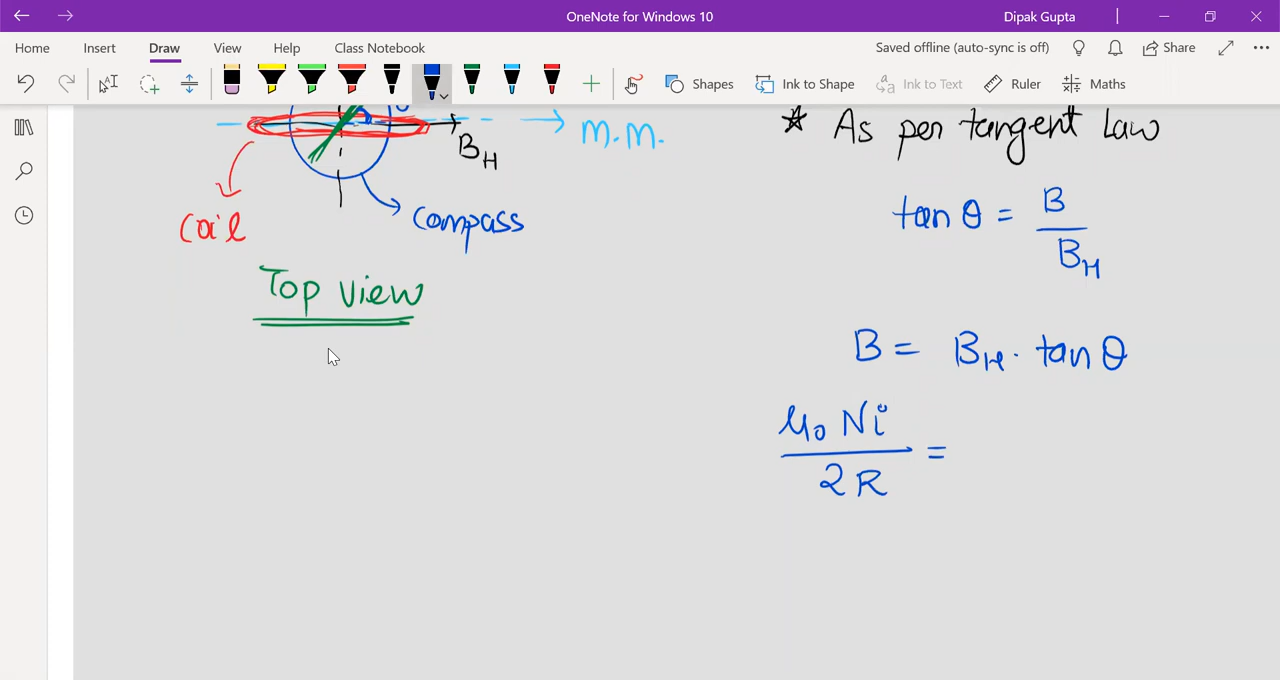 OneNote for Windows 10
Dipak Gupta
Home Insert Draw View Help Class Notebook
Saved offline (auto-sync is off) Share
Shapes Ink to Shape Ink to Text Ruler Maths
B_H
m.m.
coil
compass
Top view
★ As per tangent Law
tan θ = B / B_H
B = B_H . tan θ
μ₀ N i / 2 R =